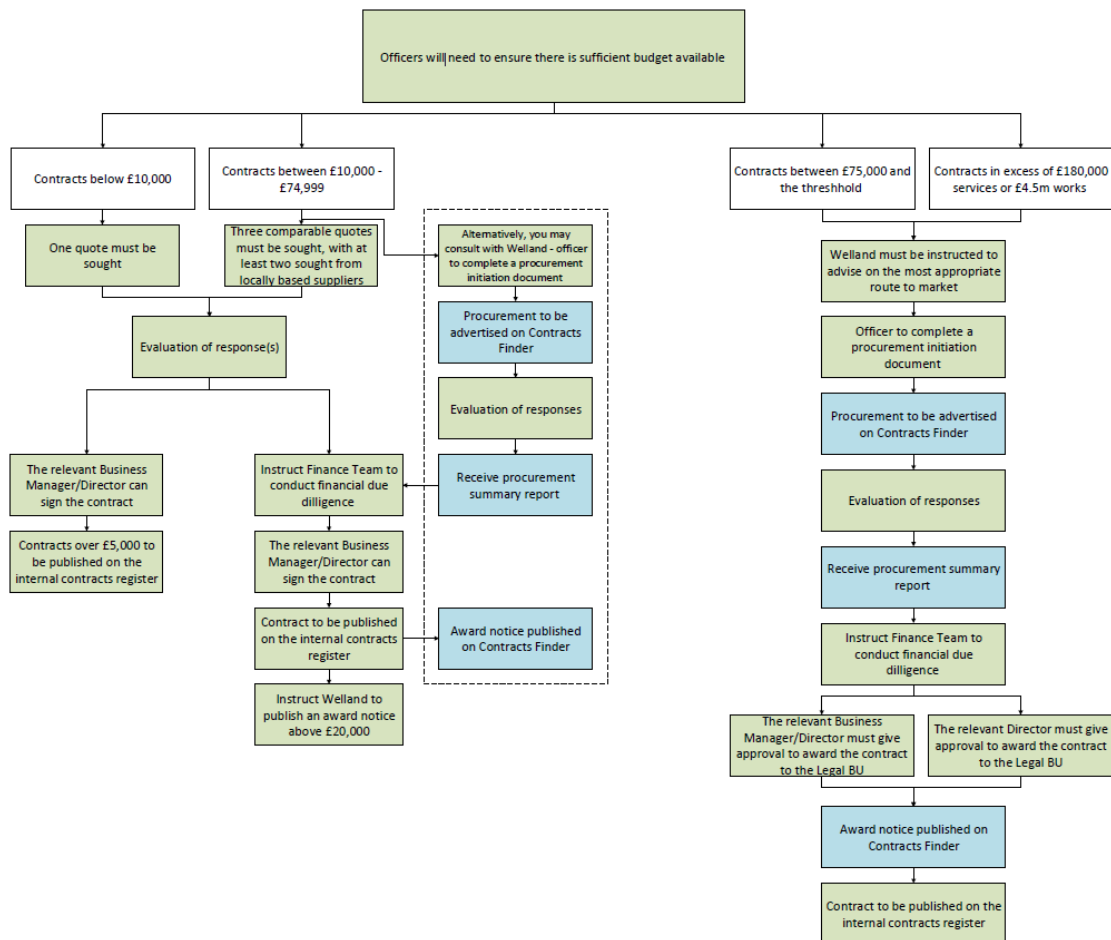 Officers will need to ensure there is sufficient budget available
Contracts below £10,000
Contracts between £10,000 -
£74,999
Contracts between £75,000 and
the threshhold
Contracts in excess of £180,000
services or £4.5m works
One quote must be
sought
Three comparable quotes
must be sought, with at
least two sought from
locally based suppliers
Alternatively, you may
consult with Welland - officer
to complete a procurement
initiation document
Evaluation of response(s)
Procurement to be
advertised on Contracts
Finder
Evaluation of responses
Receive procurement
summary report
The relevant Business
Manager/Director can
sign the contract
Contracts over £5,000 to
be published on the
internal contracts register
Instruct Finance Team to
conduct financial due
dilligence
The relevant Business
Manager/Director can
sign the contract
Contract to be published
on the internal contracts
register
Award notice published
on Contracts Finder
Instruct Welland to
publish an award notice
above £20,000
Welland must be instructed to
advise on the most appropriate
route to market
Officer to complete a
procurement initiation
document
Procurement to be advertised
on Contracts Finder
Evaluation of responses
Receive procurement summary
report
Instruct Finance Team to
conduct financial due
dilligence
The relevant Business
Manager/Director must give
approval to award the contract
to the Legal BU
The relevant Director must give
approval to award the contract
to the Legal BU
Award notice published on
Contracts Finder
Contract to be published on the
internal contracts register